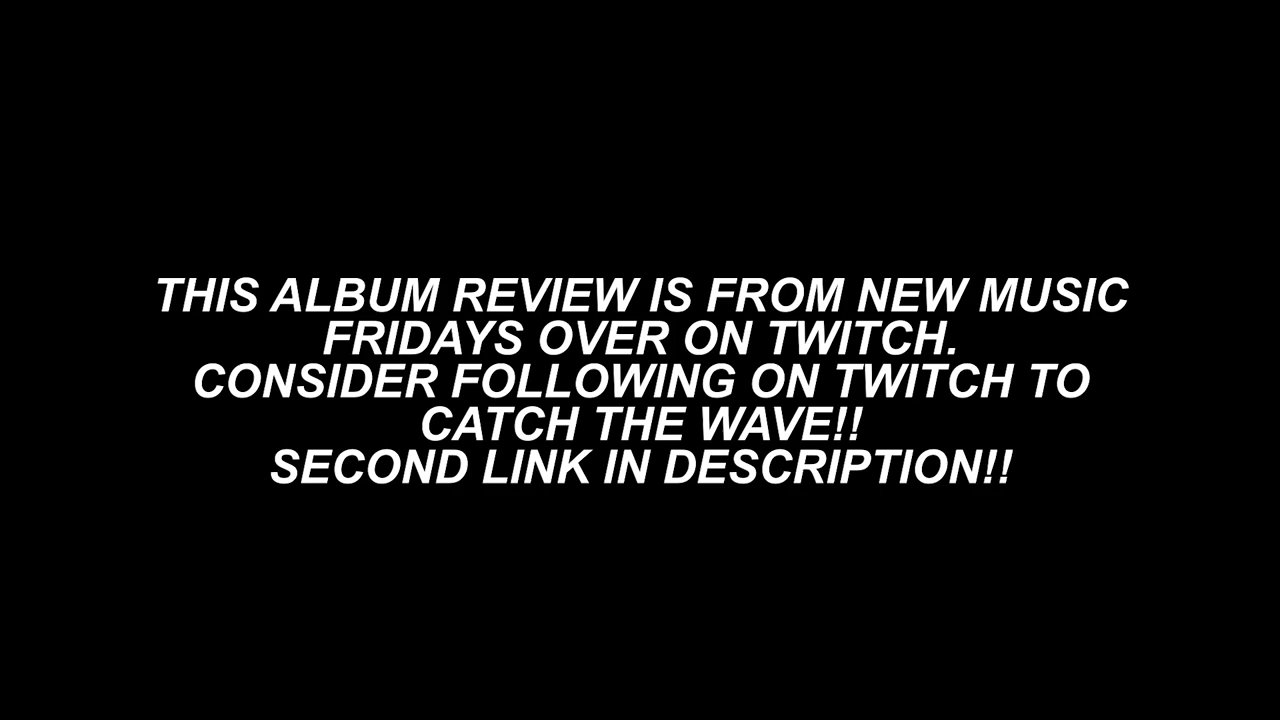 THIS ALBUM REVIEW IS FROM NEW MUSIC
FRIDAYS OVER ON TWITCH.
CONSIDER FOLLOWING ON TWITCH TO
CATCH THE WAVE!!
SECOND LINK IN DESCRIPTION!!